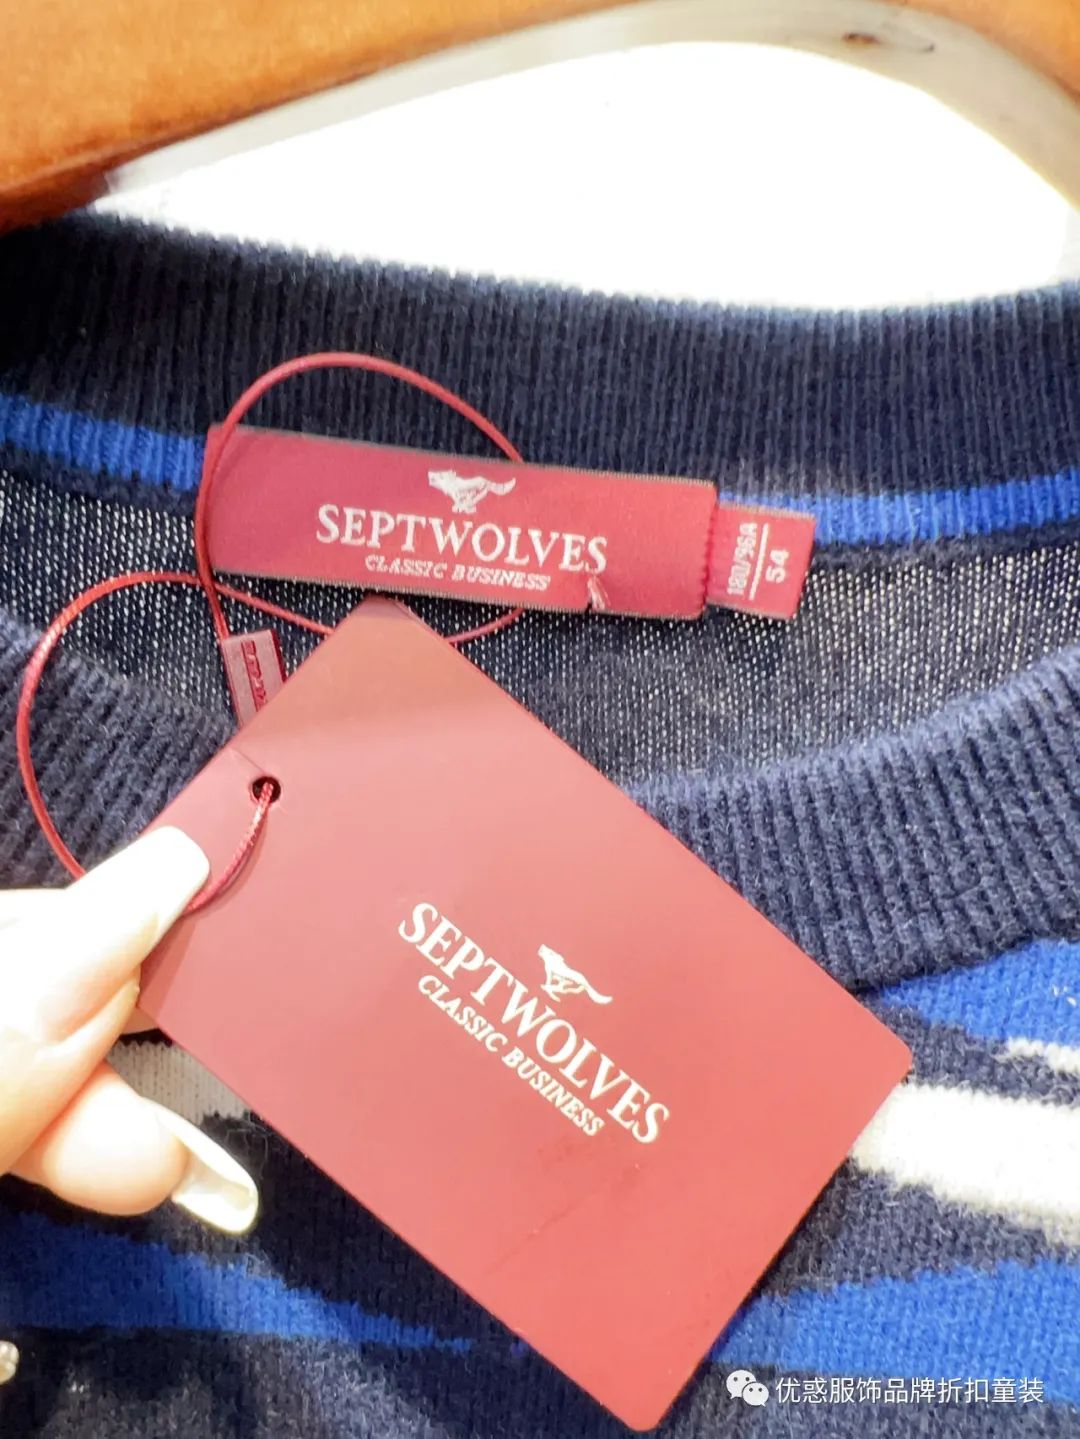 SEPTWOLVES
CLASSIC BUSINESS
180/96A
54
SEPTWOLVES
CLASSIC BUSINESS
优惑服饰品牌折扣童装